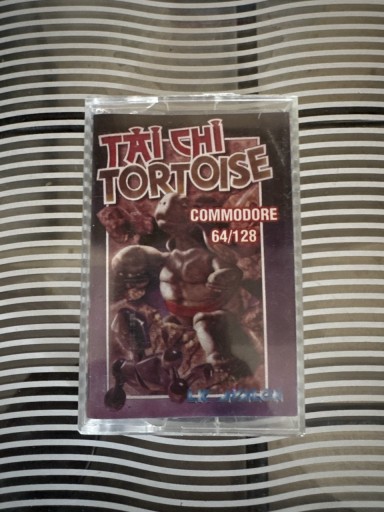 TAI CHI
TORTOISE
COMMODORE
64/128